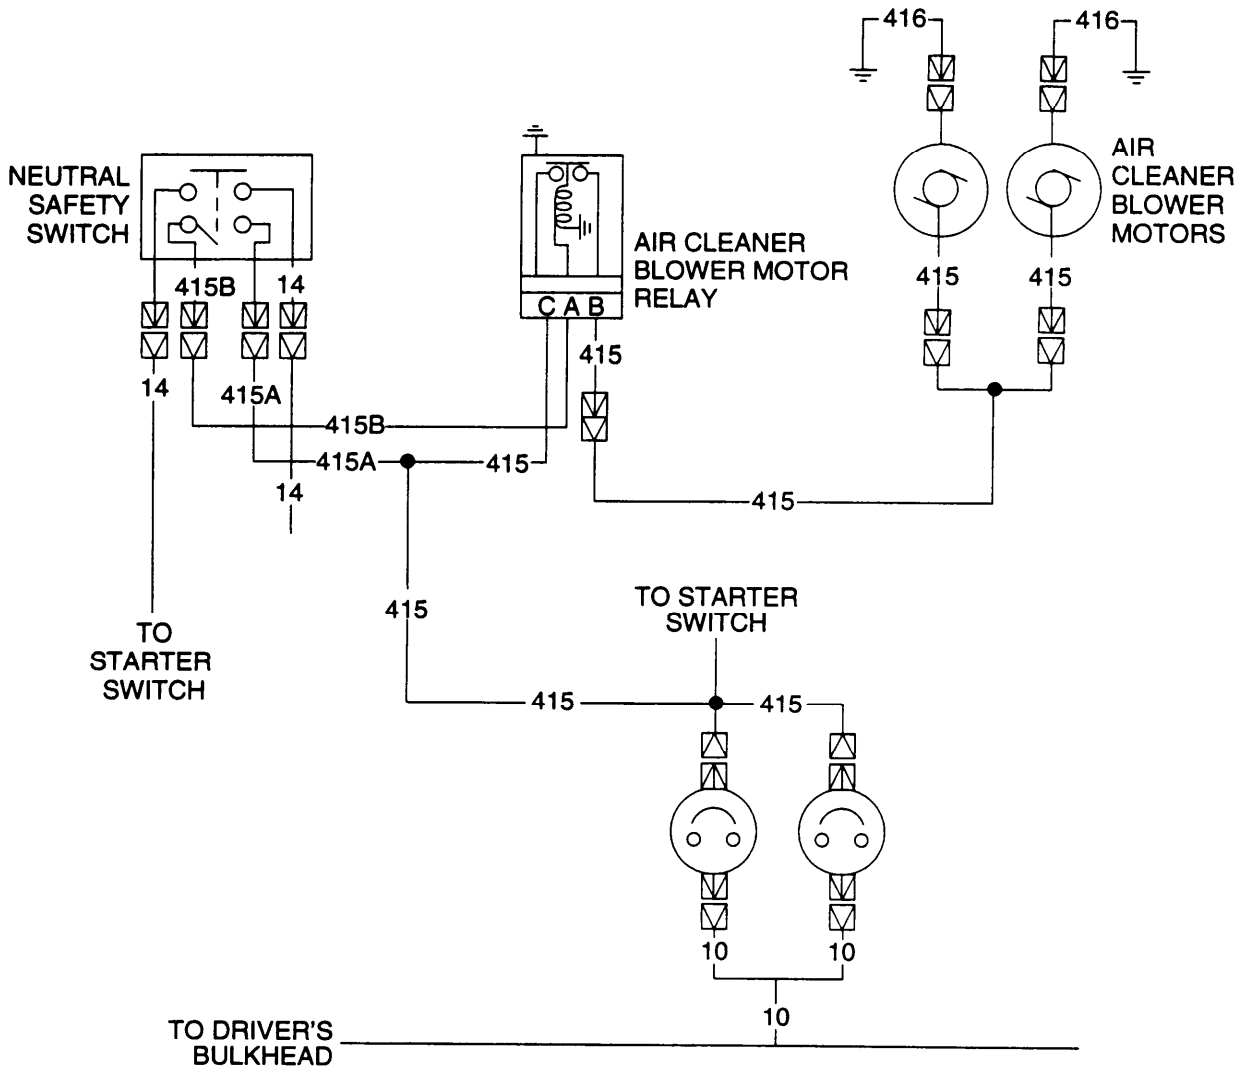 416
416
NEUTRAL
SAFETY
SWITCH
AIR
CLEANER
BLOWER
MOTORS
AIR CLEANER
BLOWER MOTOR
RELAY
415B
14
C A B
415
415
415
14
415A
415B
415A
415
14
415
415
TO STARTER
SWITCH
TO
STARTER
SWITCH
415
415
10
10
10
TO DRIVER'S
BULKHEAD